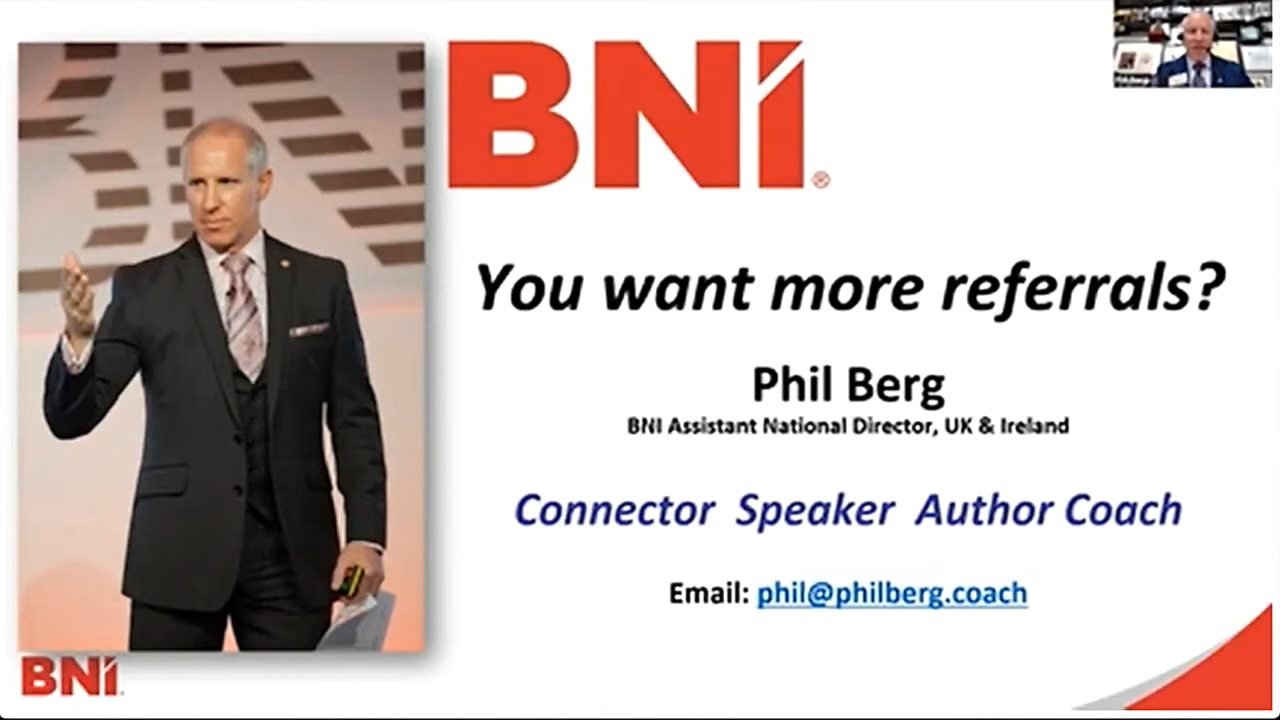 BNI
You want more referrals?
Phil Berg
BNI Assistant National Director, UK & Ireland
Connector Speaker Author Coach
Email: phil@philberg.coach
BNI